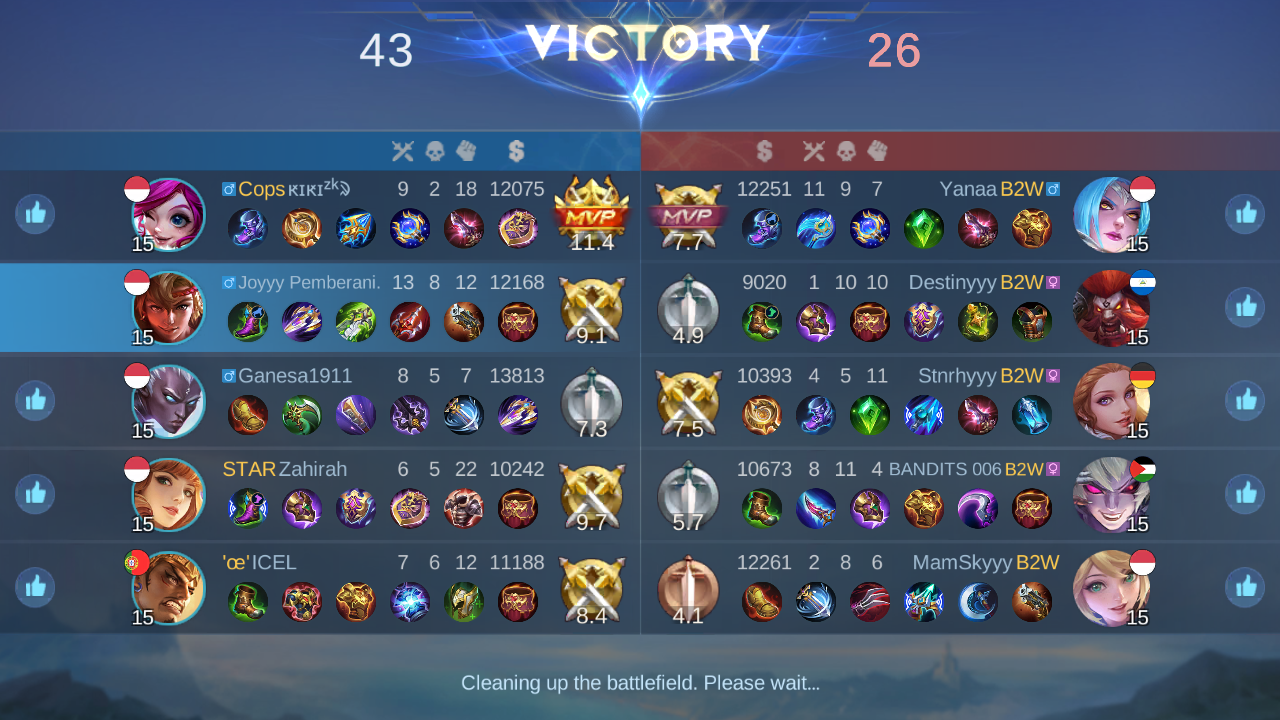 43 VICTORY 26
Cops ᴋɪᴋɪᶻᵏ 9 2 18 12075 MVP 11.4 15
MVP 7.7 12251 11 9 7 Yanaa B2W 15
Joyyy Pemberani. 13 8 12 12168 9.1 15
4.9 9020 1 10 10 Destinyyy B2W 15
Ganesa1911 8 5 7 13813 7.3 15
7.5 10393 4 5 11 Stnrhyyy B2W 15
STAR Zahirah 6 5 22 10242 9.7 15
5.7 10673 8 11 4 BANDITS 006 B2W 15
'œ' ICEL 7 6 12 11188 8.4 15
4.1 12261 2 8 6 MamSkyyy B2W 15
Cleaning up the battlefield. Please wait...